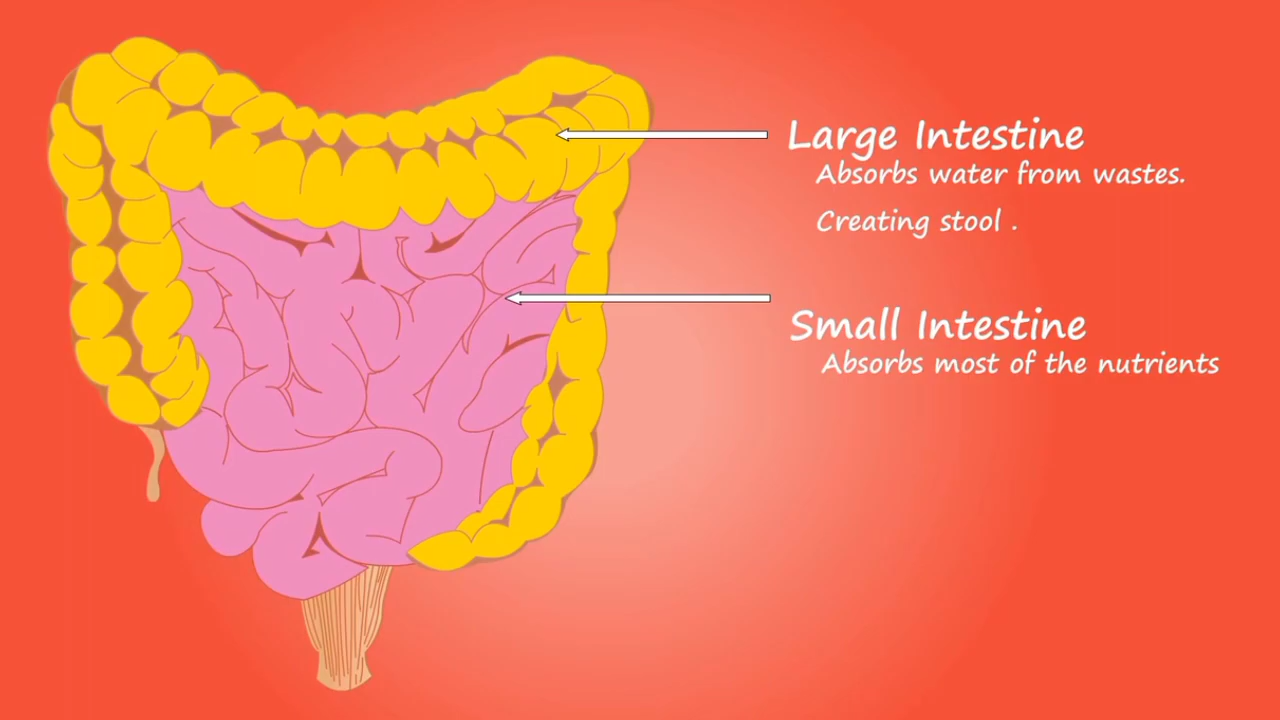 Large Intestine
Absorbs water from wastes.
Creating stool .
Small Intestine
Absorbs most of the nutrients